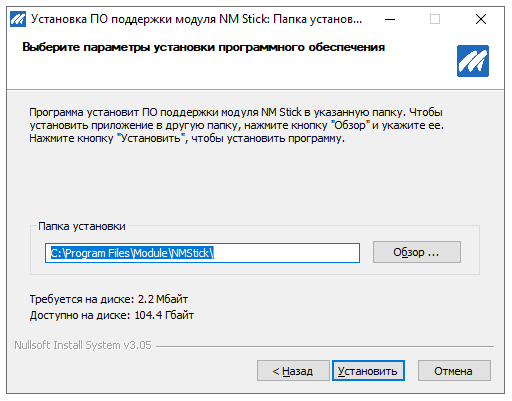 Установка ПО поддержки модуля NM Stick: Папка установ...
Выберите параметры установки программного обеспечения
Программа установит ПО поддержки модуля NM Stick в указанную папку. Чтобы
установить приложение в другую папку, нажмите кнопку "Обзор" и укажите ее.
Нажмите кнопку "Установить", чтобы установить программу.
Папка установки
C:\Program Files\Module\NMStick\
Обзор ...
Требуется на диске: 2.2 Мбайт
Доступно на диске: 104.4 Гбайт
Nullsoft Install System v3.05
< Назад
Установить
Отмена